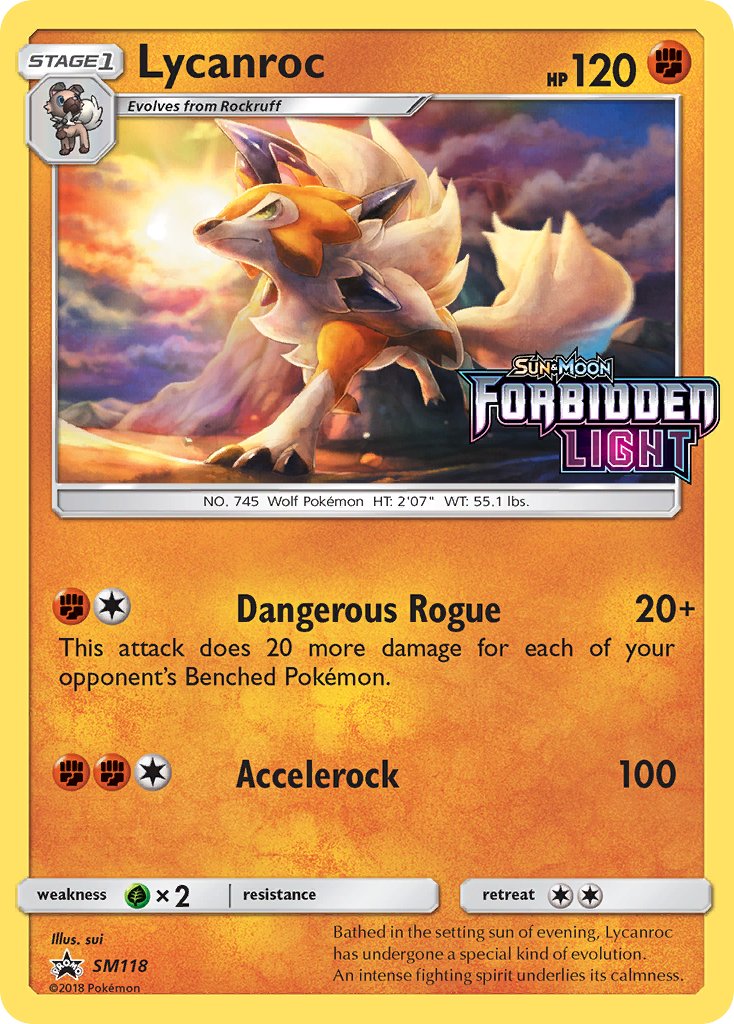 STAGE1
Lycanroc
HP 120
Evolves from Rockruff
SUN & MOON
FORBIDDEN
LIGHT
NO. 745 Wolf Pokémon HT: 2'07" WT: 55.1 lbs.
Dangerous Rogue 20+
This attack does 20 more damage for each of your
opponent's Benched Pokémon.
Accelerock 100
weakness ×2 resistance retreat
Illus. sui
Bathed in the setting sun of evening, Lycanroc
has undergone a special kind of evolution.
An intense fighting spirit underlies its calmness.
PROMO SM118
©2018 Pokémon